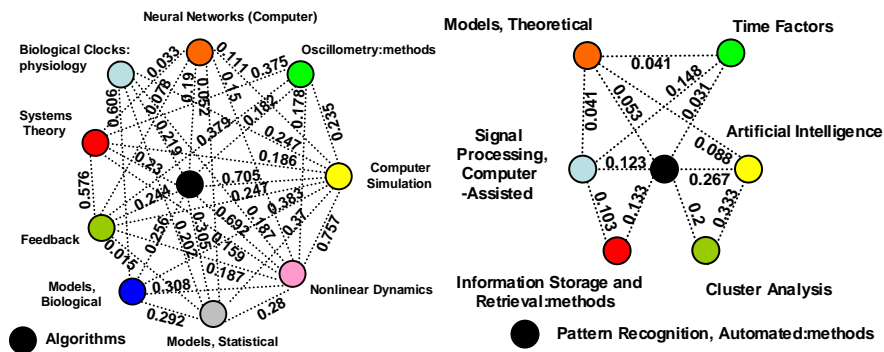 Neural Networks (Computer)
Biological Clocks:
physiology
Oscillometry:methods
Systems
Theory
Computer
Simulation
Feedback
Models,
Biological
Nonlinear Dynamics
Models, Statistical
Algorithms
0.033
0.111
0.375
0.078
0.19
0.052
0.15
0.606
0.182
0.178
0.235
0.219
0.379
0.247
0.23
0.186
0.705
0.576
0.244
0.247
0.383
0.256
0.305
0.692
0.187
0.37
0.757
0.202
0.159
0.015
0.187
0.308
0.292
0.28
Models, Theoretical
Time Factors
0.041
0.148
0.041
0.053
0.031
Signal
Processing,
Computer
-Assisted
Artificial Intelligence
0.088
0.123
0.267
0.103
0.133
0.2
0.333
Information Storage and
Retrieval:methods
Cluster Analysis
Pattern Recognition, Automated:methods